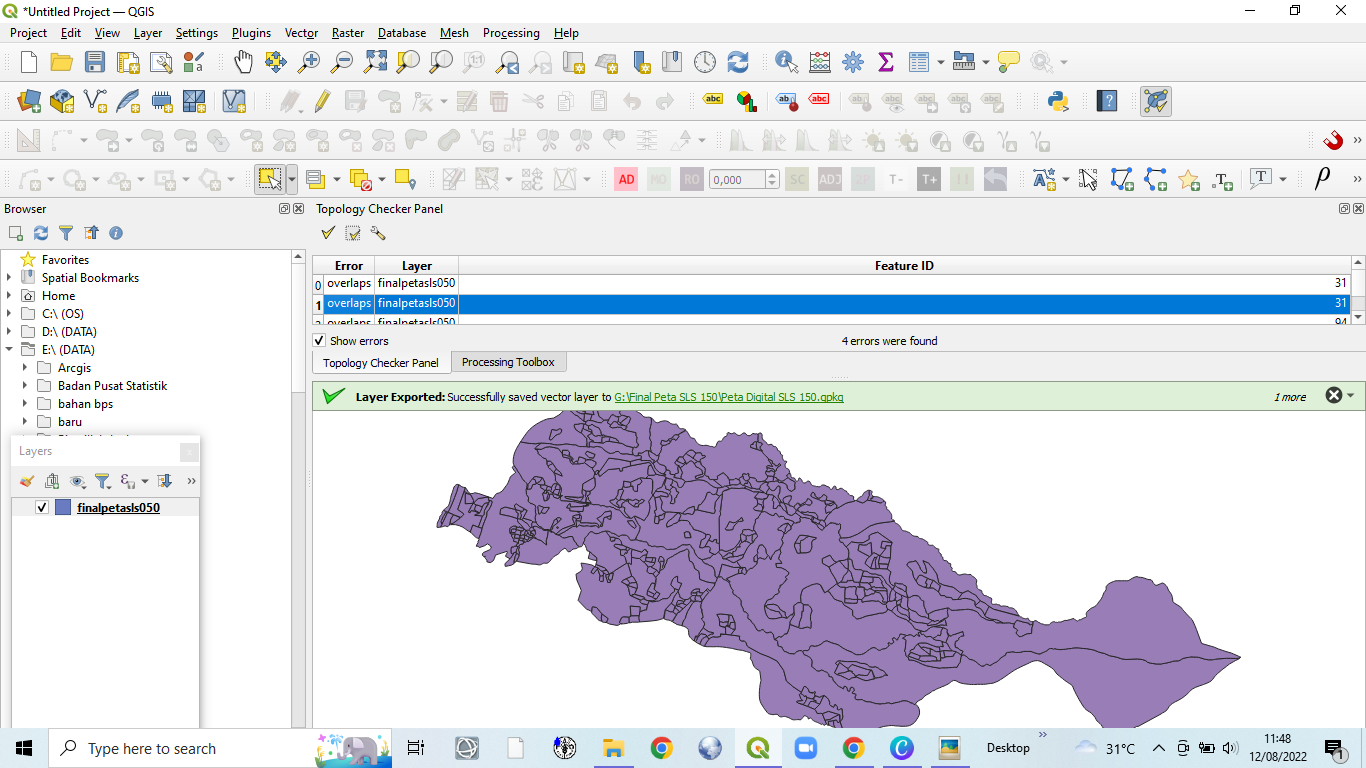 *Untitled Project — QGIS
Project Edit View Layer Settings Plugins Vector Raster Database Mesh Processing Help
abc abc abc
AD MO RO 0,000 SC ADJ T- T+
T
ρ
Browser
Favorites
Spatial Bookmarks
Home
C:\ (OS)
D:\ (DATA)
E:\ (DATA)
Arcgis
Badan Pusat Statistik
bahan bps
baru
Layers
finalpetasls050
Topology Checker Panel
Error Layer Feature ID
0 overlaps finalpetasls050 31
1 overlaps finalpetasls050 31
overlaps finalpetasls050 94
Show errors 4 errors were found
Topology Checker Panel Processing Toolbox
Layer Exported: Successfully saved vector layer to G:\Final Peta SLS 150\Peta Digital SLS 150.gpkg 1 more
Type here to search
Desktop
31°C
11:48
12/08/2022
1